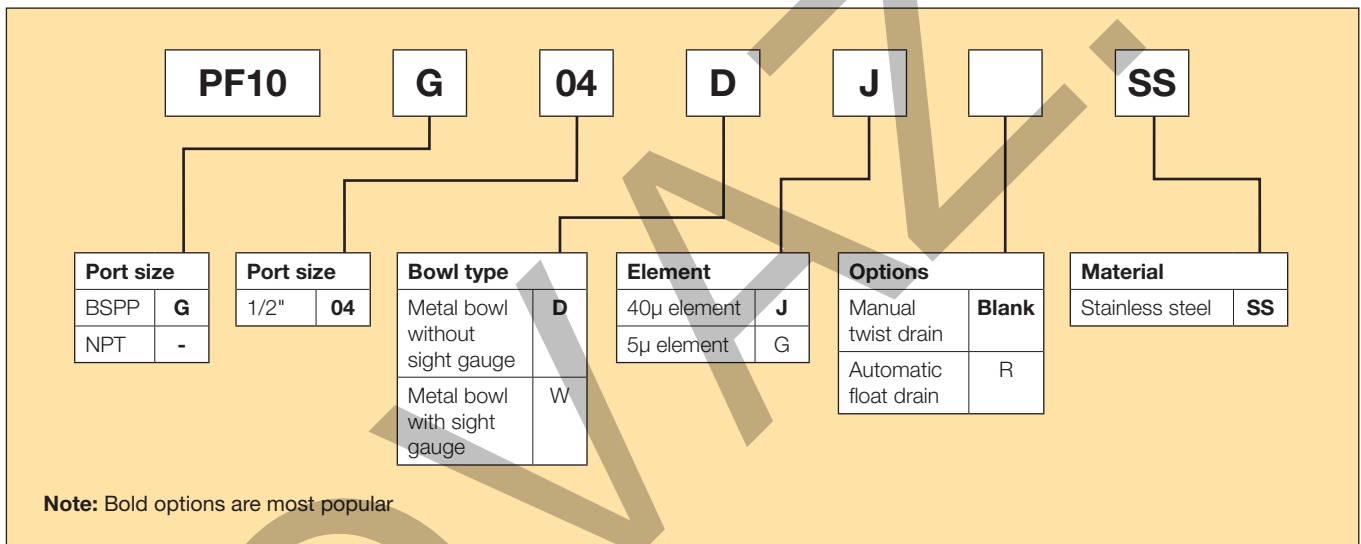 PF10 G 04 D J SS
Port size
BSPP G
NPT -
Port size
1/2" 04
Bowl type
Metal bowl D
without
sight gauge
Metal bowl W
with sight
gauge
Element
40µ element J
5µ element G
Options
Manual Blank
twist drain
Automatic R
float drain
Material
Stainless steel SS
Note: Bold options are most popular